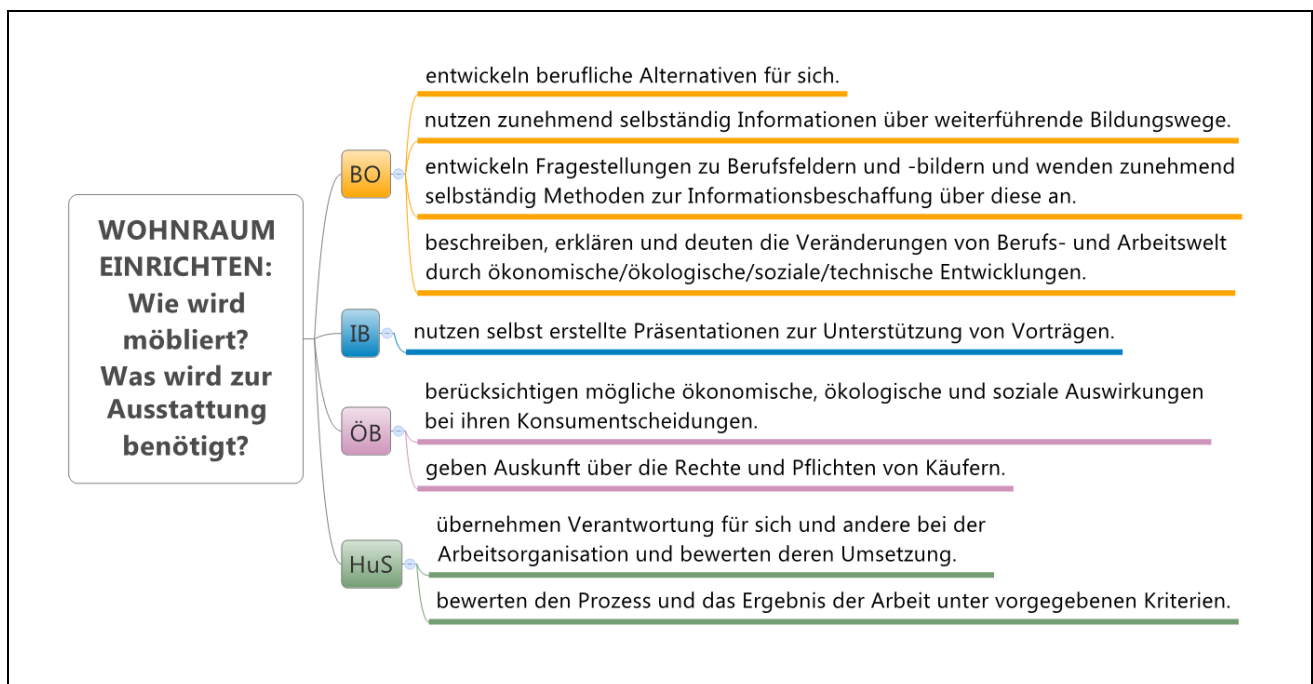 WOHNRAUM
EINRICHTEN:
Wie wird
möbliert?
Was wird zur
Ausstattung
benötigt?
BO
entwickeln berufliche Alternativen für sich.
nutzen zunehmend selbständig Informationen über weiterführende Bildungswege.
entwickeln Fragestellungen zu Berufsfeldern und -bildern und wenden zunehmend
selbständig Methoden zur Informationsbeschaffung über diese an.
beschreiben, erklären und deuten die Veränderungen von Berufs- und Arbeitswelt
durch ökonomische/ökologische/soziale/technische Entwicklungen.
IB
nutzen selbst erstellte Präsentationen zur Unterstützung von Vorträgen.
ÖB
berücksichtigen mögliche ökonomische, ökologische und soziale Auswirkungen
bei ihren Konsumentscheidungen.
geben Auskunft über die Rechte und Pflichten von Käufern.
HuS
übernehmen Verantwortung für sich und andere bei der
Arbeitsorganisation und bewerten deren Umsetzung.
bewerten den Prozess und das Ergebnis der Arbeit unter vorgegebenen Kriterien.